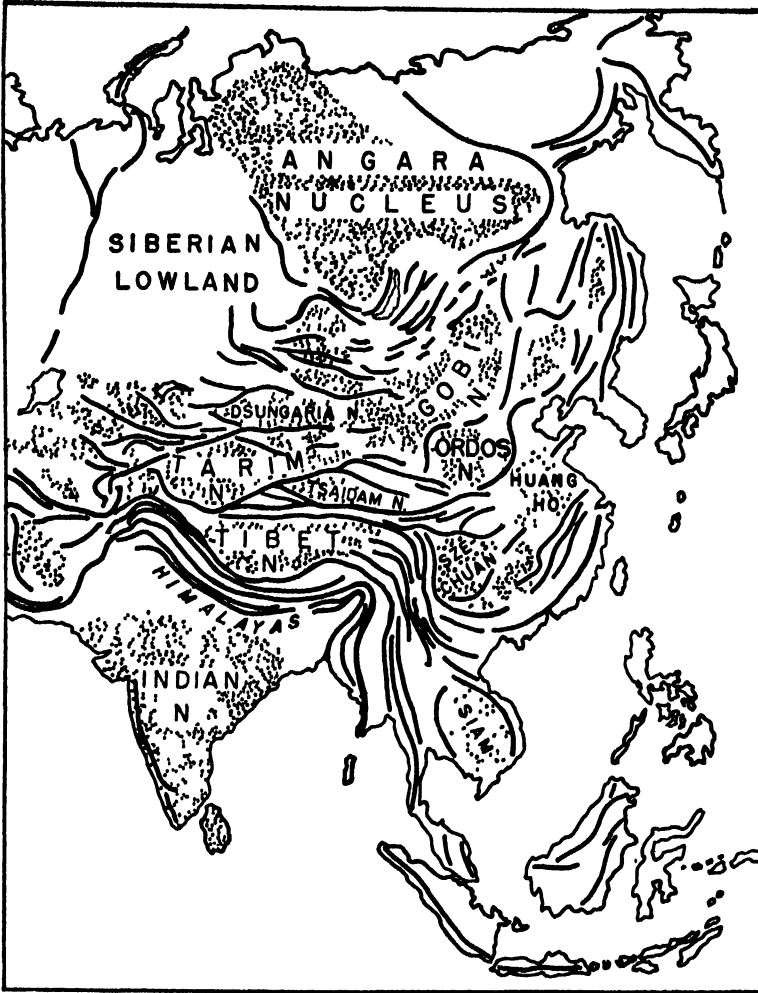 ANGARA
NUCLEUS
SIBERIAN
LOWLAND
GOBI
N.
DSUNGARIA N.
ORDOS
N
TARIM
N.
TSAIDAM N.
HUANG
HO
TIBET
N.
SZE
CHUAN
HIMALAYAS
INDIAN
N
SIAM